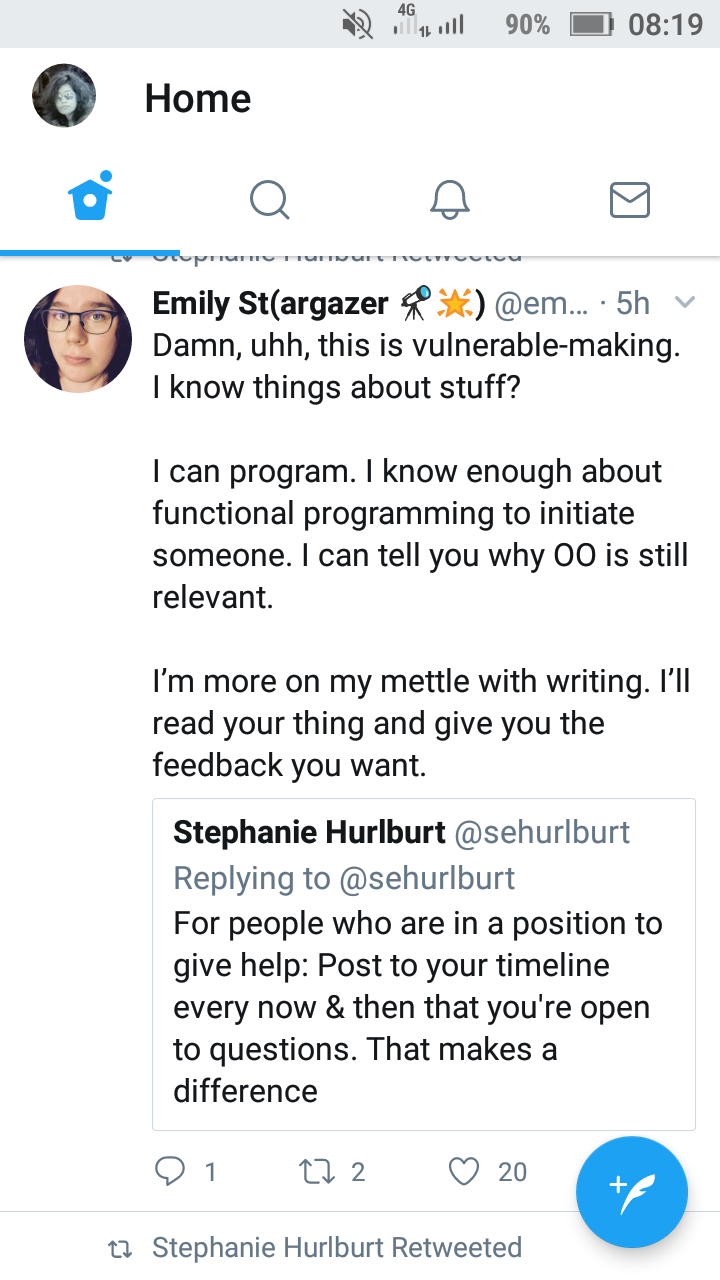 4G
90%
08:19
Home
Stephanie Hurlburt Retweeted
Emily St(argazer 🔭🌟) @em... · 5h
Damn, uhh, this is vulnerable-making.
I know things about stuff?
I can program. I know enough about
functional programming to initiate
someone. I can tell you why OO is still
relevant.
I’m more on my mettle with writing. I’ll
read your thing and give you the
feedback you want.
Stephanie Hurlburt @sehurlburt
Replying to @sehurlburt
For people who are in a position to
give help: Post to your timeline
every now & then that you're open
to questions. That makes a
difference
1
2
20
Stephanie Hurlburt Retweeted